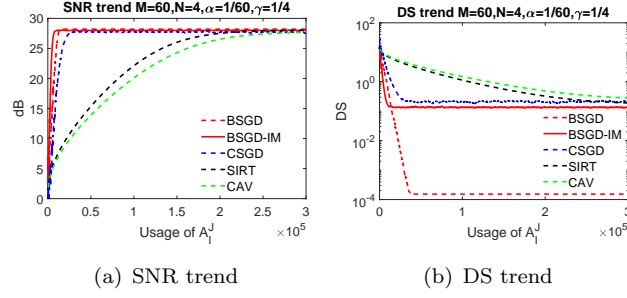 SNR trend M=60,N=4,α=1/60,γ=1/4
30
25
20
15
10
5
0
dB
BSGD
BSGD-IM
CSGD
SIRT
CAV
0 0.5 1 1.5 2 2.5 3
Usage of A_I^J ×10^5
(a) SNR trend
DS trend M=60,N=4,α=1/60,γ=1/4
10^2
10^0
10^-2
10^-4
DS
BSGD
BSGD-IM
CSGD
SIRT
CAV
0 1 2 3
Usage of A_I^J ×10^5
(b) DS trend